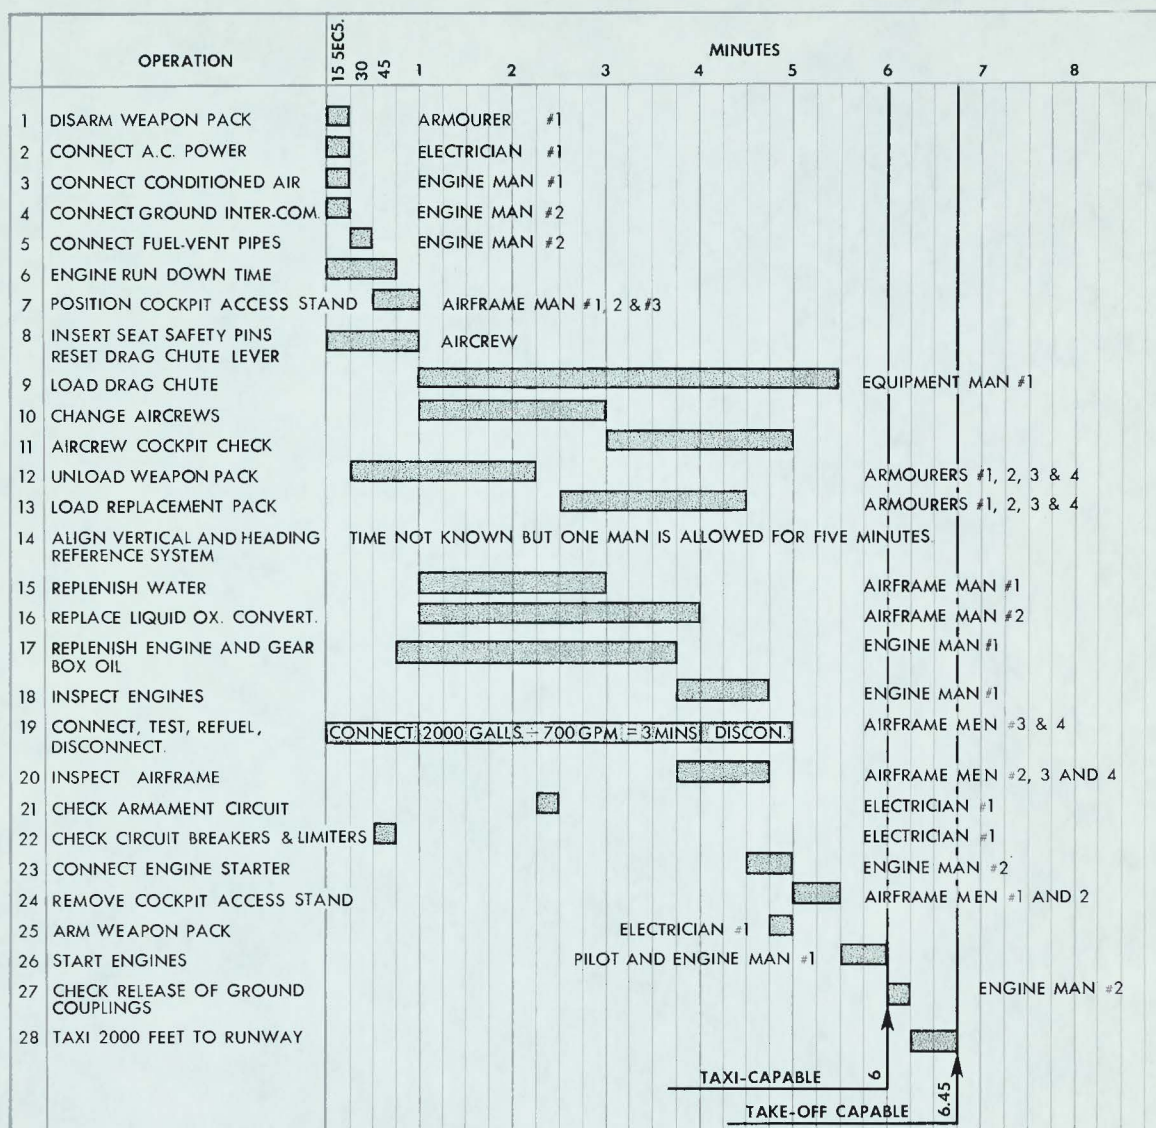 OPERATION
15 SECS.
30
45
MINUTES
1 2 3 4 5 6 7 8
1 DISARM WEAPON PACK ARMOURER #1
2 CONNECT A.C. POWER ELECTRICIAN #1
3 CONNECT CONDITIONED AIR ENGINE MAN #1
4 CONNECT GROUND INTER-COM. ENGINE MAN #2
5 CONNECT FUEL-VENT PIPES ENGINE MAN #2
6 ENGINE RUN DOWN TIME
7 POSITION COCKPIT ACCESS STAND AIRFRAME MAN #1, 2 & #3
8 INSERT SEAT SAFETY PINS
RESET DRAG CHUTE LEVER AIRCREW
9 LOAD DRAG CHUTE EQUIPMENT MAN #1
10 CHANGE AIRCREWS
11 AIRCREW COCKPIT CHECK
12 UNLOAD WEAPON PACK ARMOURERS #1, 2, 3 & 4
13 LOAD REPLACEMENT PACK ARMOURERS #1, 2, 3 & 4
14 ALIGN VERTICAL AND HEADING TIME NOT KNOWN BUT ONE MAN IS ALLOWED FOR FIVE MINUTES
REFERENCE SYSTEM
15 REPLENISH WATER AIRFRAME MAN #1
16 REPLACE LIQUID OX. CONVERT. AIRFRAME MAN #2
17 REPLENISH ENGINE AND GEAR ENGINE MAN #1
BOX OIL
18 INSPECT ENGINES ENGINE MAN #1
19 CONNECT, TEST, REFUEL, AIRFRAME MEN #3 & 4
DISCONNECT. CONNECT 2000 GALLS. ÷ 700 GPM = 3 MINS DISCON.
20 INSPECT AIRFRAME AIRFRAME MEN #2, 3 AND 4
21 CHECK ARMAMENT CIRCUIT ELECTRICIAN #1
22 CHECK CIRCUIT BREAKERS & LIMITERS ELECTRICIAN #1
23 CONNECT ENGINE STARTER ENGINE MAN #2
24 REMOVE COCKPIT ACCESS STAND AIRFRAME MEN #1 AND 2
25 ARM WEAPON PACK ELECTRICIAN #1
26 START ENGINES PILOT AND ENGINE MAN #1
27 CHECK RELEASE OF GROUND ENGINE MAN #2
COUPLINGS
28 TAXI 2000 FEET TO RUNWAY
TAXI-CAPABLE 6
TAKE-OFF CAPABLE 6.45